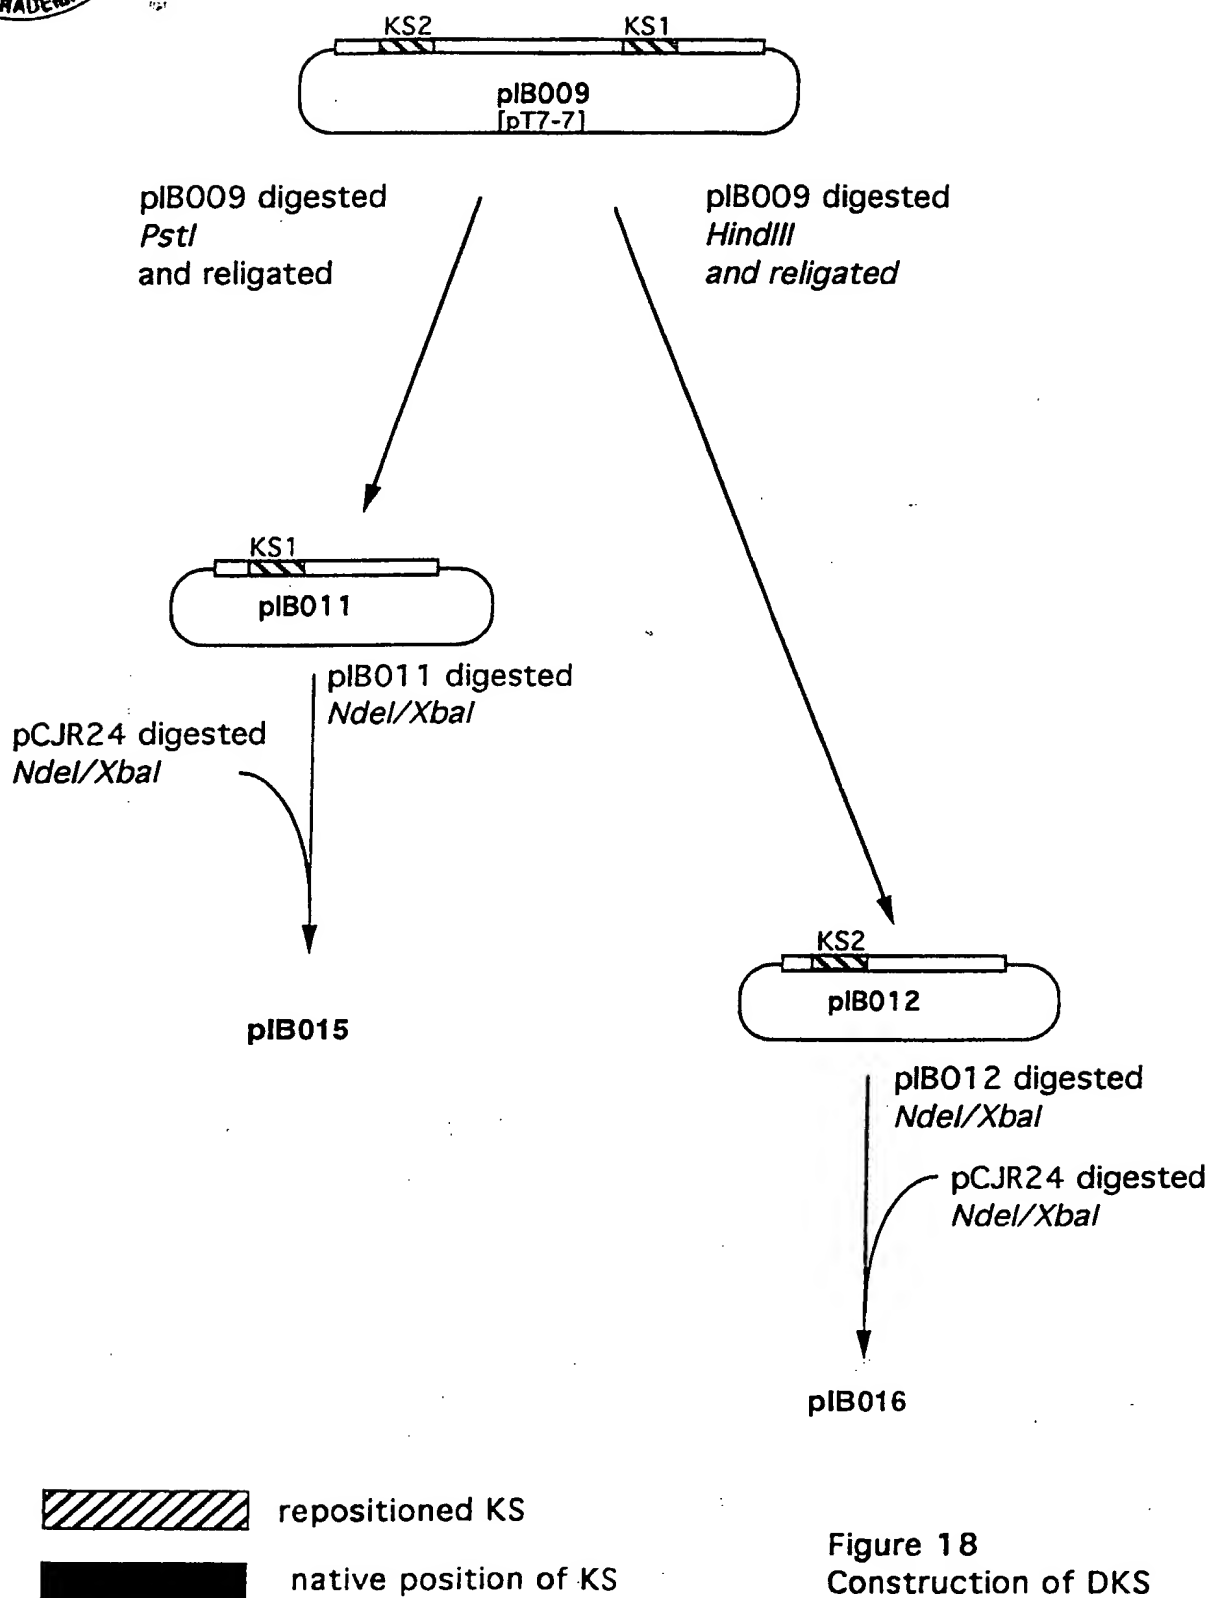 KS2 KS1
pIB009
[pT7-7]
pIB009 digested
PstI
and religated
pIB009 digested
HindIII
and religated
KS1
pIB011
pIB011 digested
NdeI/XbaI
pCJR24 digested
NdeI/XbaI
pIB015
KS2
pIB012
pIB012 digested
NdeI/XbaI
pCJR24 digested
NdeI/XbaI
pIB016
repositioned KS
native position of KS
Figure 18
Construction of DKS